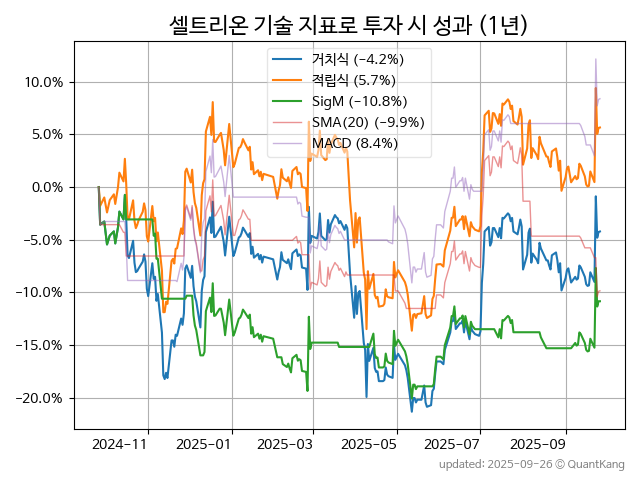 셀트리온 기술 지표로 투자 시 성과 (1년)
거치식 (−4.2%)
적립식 (5.7%)
SigM (−10.8%)
SMA(20) (−9.9%)
MACD (8.4%)
10.0%
5.0%
0.0%
−5.0%
−10.0%
−15.0%
−20.0%
2024-11 2025-01 2025-03 2025-05 2025-07 2025-09
updated: 2025-09-26 ⓒ QuantKang